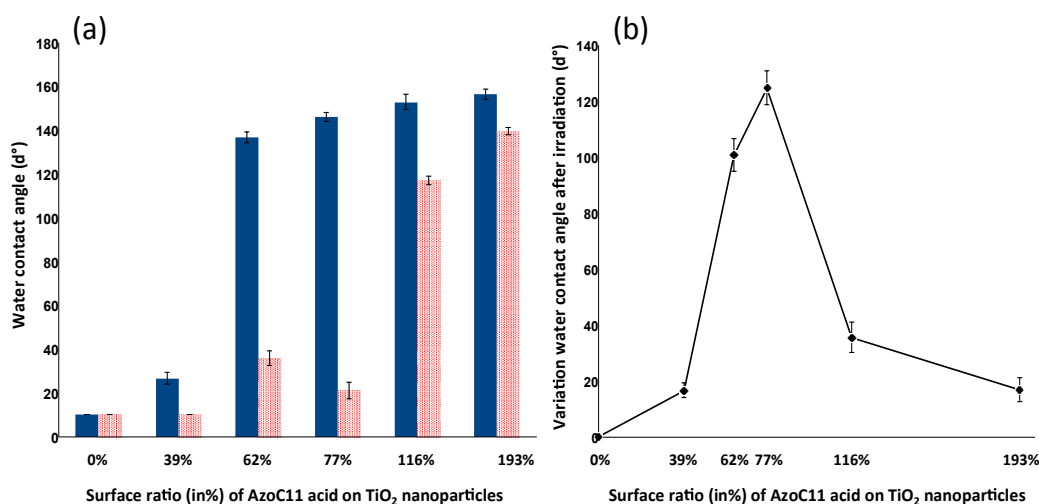 (a)
Water contact angle (d°)
180
160
140
120
100
80
60
40
20
0
0% 39% 62% 77% 116% 193%
Surface ratio (in%) of AzoC11 acid on TiO₂ nanoparticles
(b)
Variation water contact angle after irradiation (d°)
140
120
100
80
60
40
20
0
0% 39% 62% 77% 116% 193%
Surface ratio (in%) of AzoC11 acid on TiO₂ nanoparticles